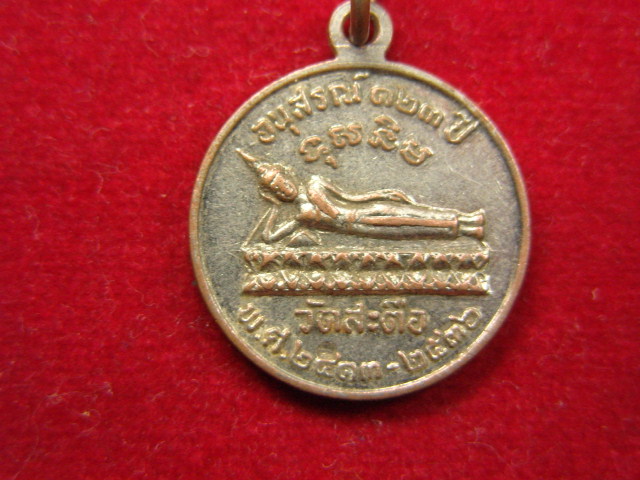 อนุสรณ์ ๑๒๓ ปี
วัดสะตือ
พ.ศ.๒๔๑๓-๒๕๓๖